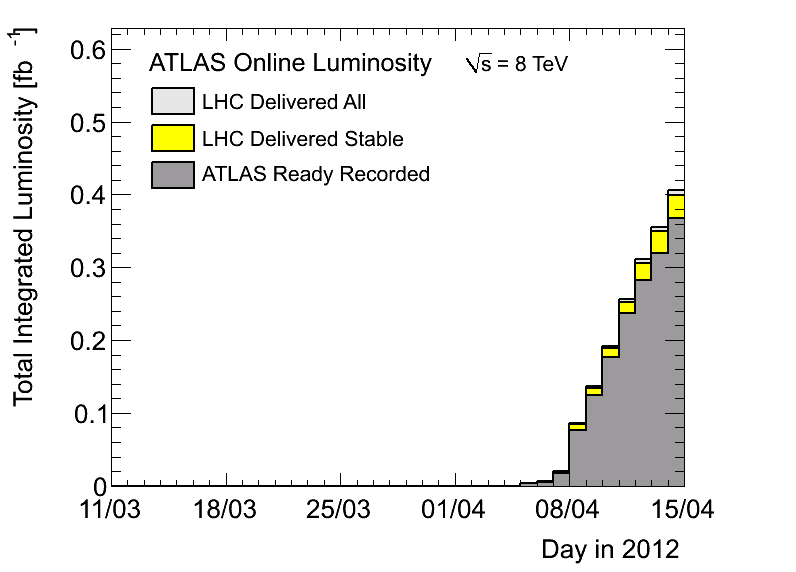 Total Integrated Luminosity [fb -1]
0.6
0.5
0.4
0.3
0.2
0.1
0
ATLAS Online Luminosity √s = 8 TeV
LHC Delivered All
LHC Delivered Stable
ATLAS Ready Recorded
11/03 18/03 25/03 01/04 08/04 15/04
Day in 2012